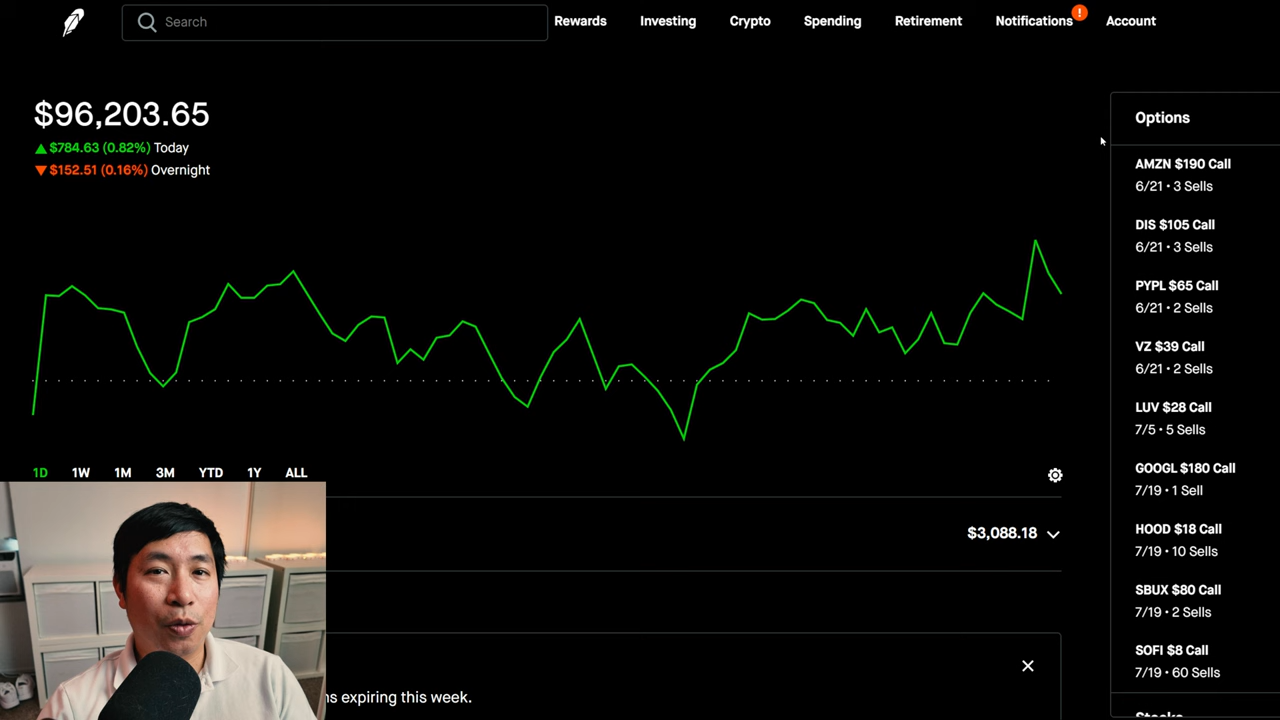 Search
Rewards
Investing
Crypto
Spending
Retirement
Notifications
!
Account
$96,203.65
$784.63 (0.82%) Today
$152.51 (0.16%) Overnight
1D
1W
1M
3M
YTD
1Y
ALL
$3,088.18
expiring this week.
Options
AMZN $190 Call
6/21 • 3 Sells
DIS $105 Call
6/21 • 3 Sells
PYPL $65 Call
6/21 • 2 Sells
VZ $39 Call
6/21 • 2 Sells
LUV $28 Call
7/5 • 5 Sells
GOOGL $180 Call
7/19 • 1 Sell
HOOD $18 Call
7/19 • 10 Sells
SBUX $80 Call
7/19 • 2 Sells
SOFI $8 Call
7/19 • 60 Sells